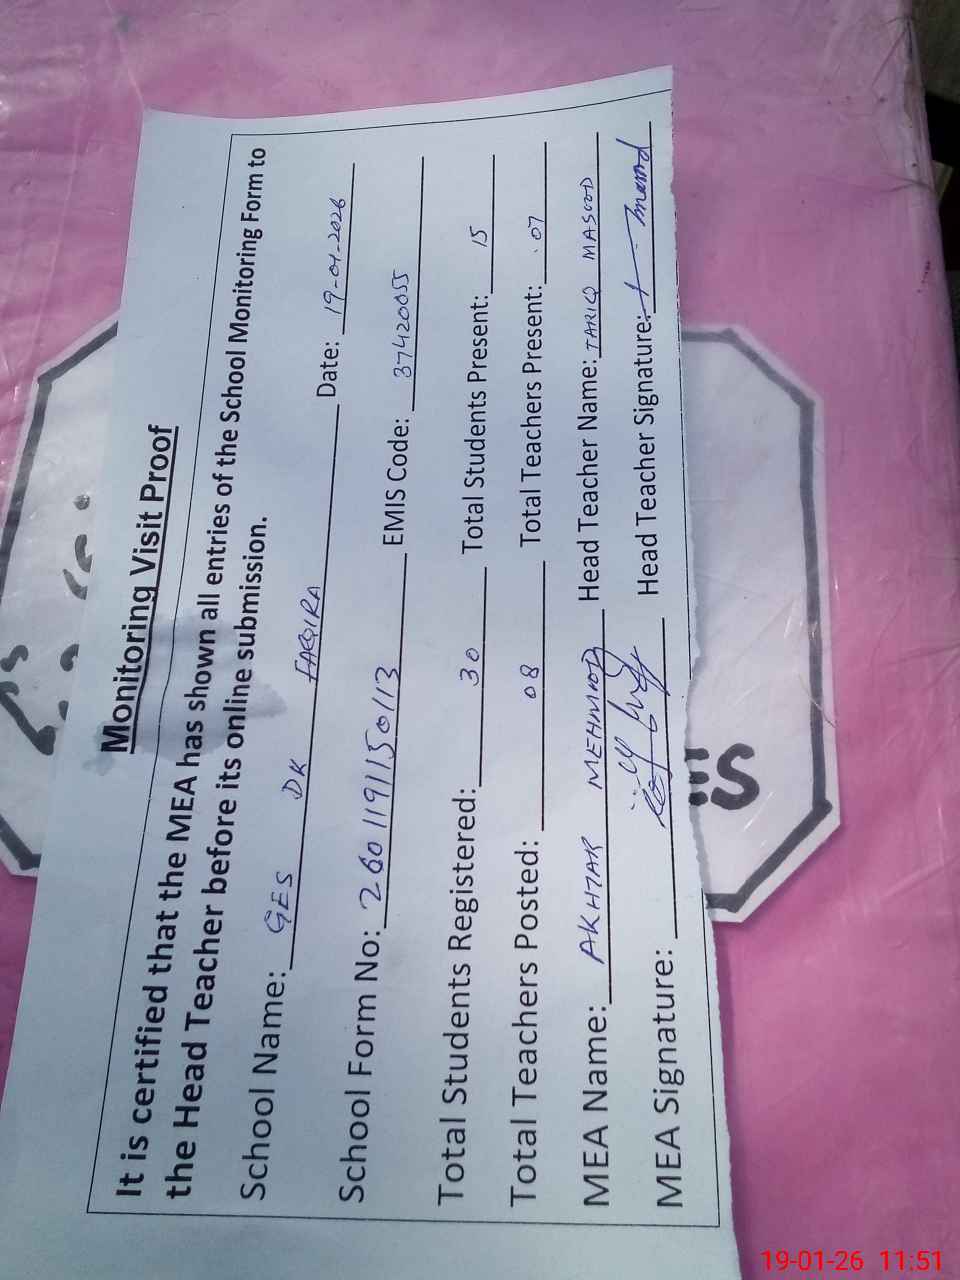 Monitoring Visit Proof
It is certified that the MEA has shown all entries of the School Monitoring Form to
the Head Teacher before its online submission.
School Name: GES DK FAQIRA Date: 19-01-2026
School Form No: 2601191150113 EMIS Code: 37420055
Total Students Registered: 30 Total Students Present: 15
Total Teachers Posted: 08 Total Teachers Present: 07
MEA Name: AKHTAR MEHMOOD Head Teacher Name: TARIQ MASOOD
MEA Signature: Head Teacher Signature:
ES
19-01-26 11:51